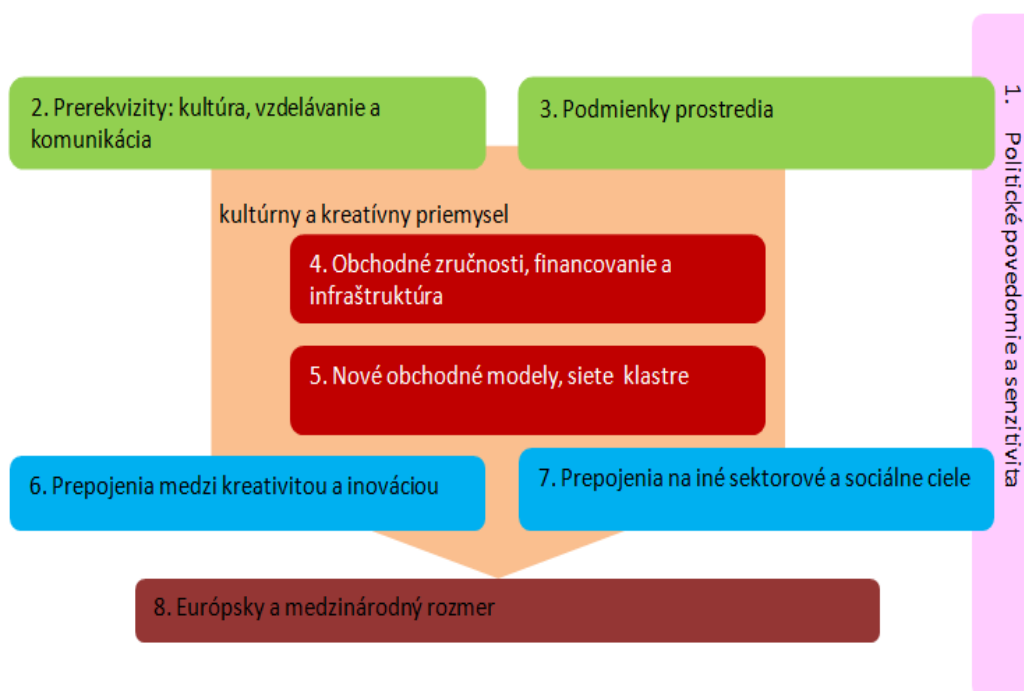 1. Politické povedomie a senzitivita
2. Prerekvizity: kultúra, vzdelávanie a
komunikácia
3. Podmienky prostredia
kultúrny a kreatívny priemysel
4. Obchodné zručnosti, financovanie a
infraštruktúra
5. Nové obchodné modely, siete klastre
6. Prepojenia medzi kreativitou a inováciou
7. Prepojenia na iné sektorové a sociálne ciele
8. Európsky a medzinárodný rozmer